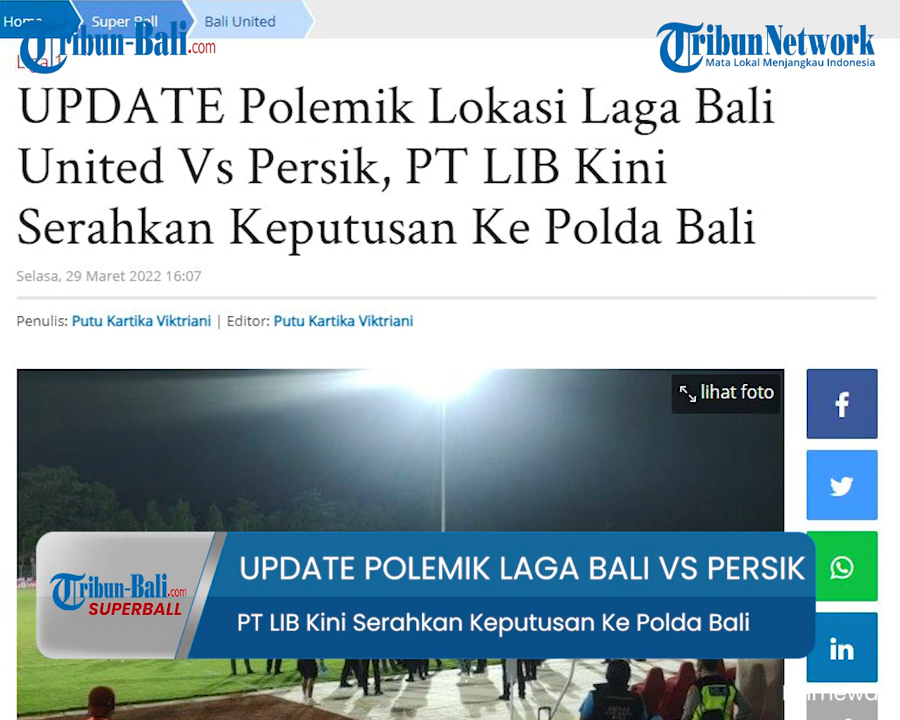 Home
Super Ball
Bali United
Tribun-Bali.com
TribunNetwork
Mata Lokal Menjangkau Indonesia
Liga 1
UPDATE Polemik Lokasi Laga Bali
United Vs Persik, PT LIB Kini
Serahkan Keputusan Ke Polda Bali
Selasa, 29 Maret 2022 16:07
Penulis: Putu Kartika Viktriani | Editor: Putu Kartika Viktriani
lihat foto
Tribun-Bali.com
SUPERBALL
UPDATE POLEMIK LAGA BALI VS PERSIK
PT LIB Kini Serahkan Keputusan Ke Polda Bali